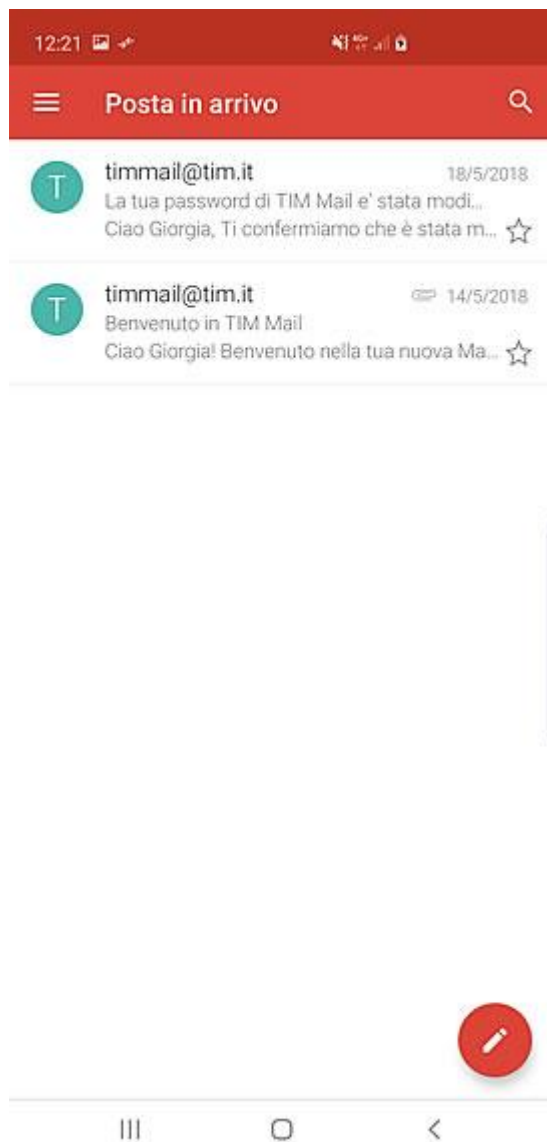 12:21
Posta in arrivo
T
timmail@tim.it 18/5/2018
La tua password di TIM Mail e' stata modi...
Ciao Giorgia, Ti confermiamo che è stata m...
T
timmail@tim.it 14/5/2018
Benvenuto in TIM Mail
Ciao Giorgia! Benvenuto nella tua nuova Ma...